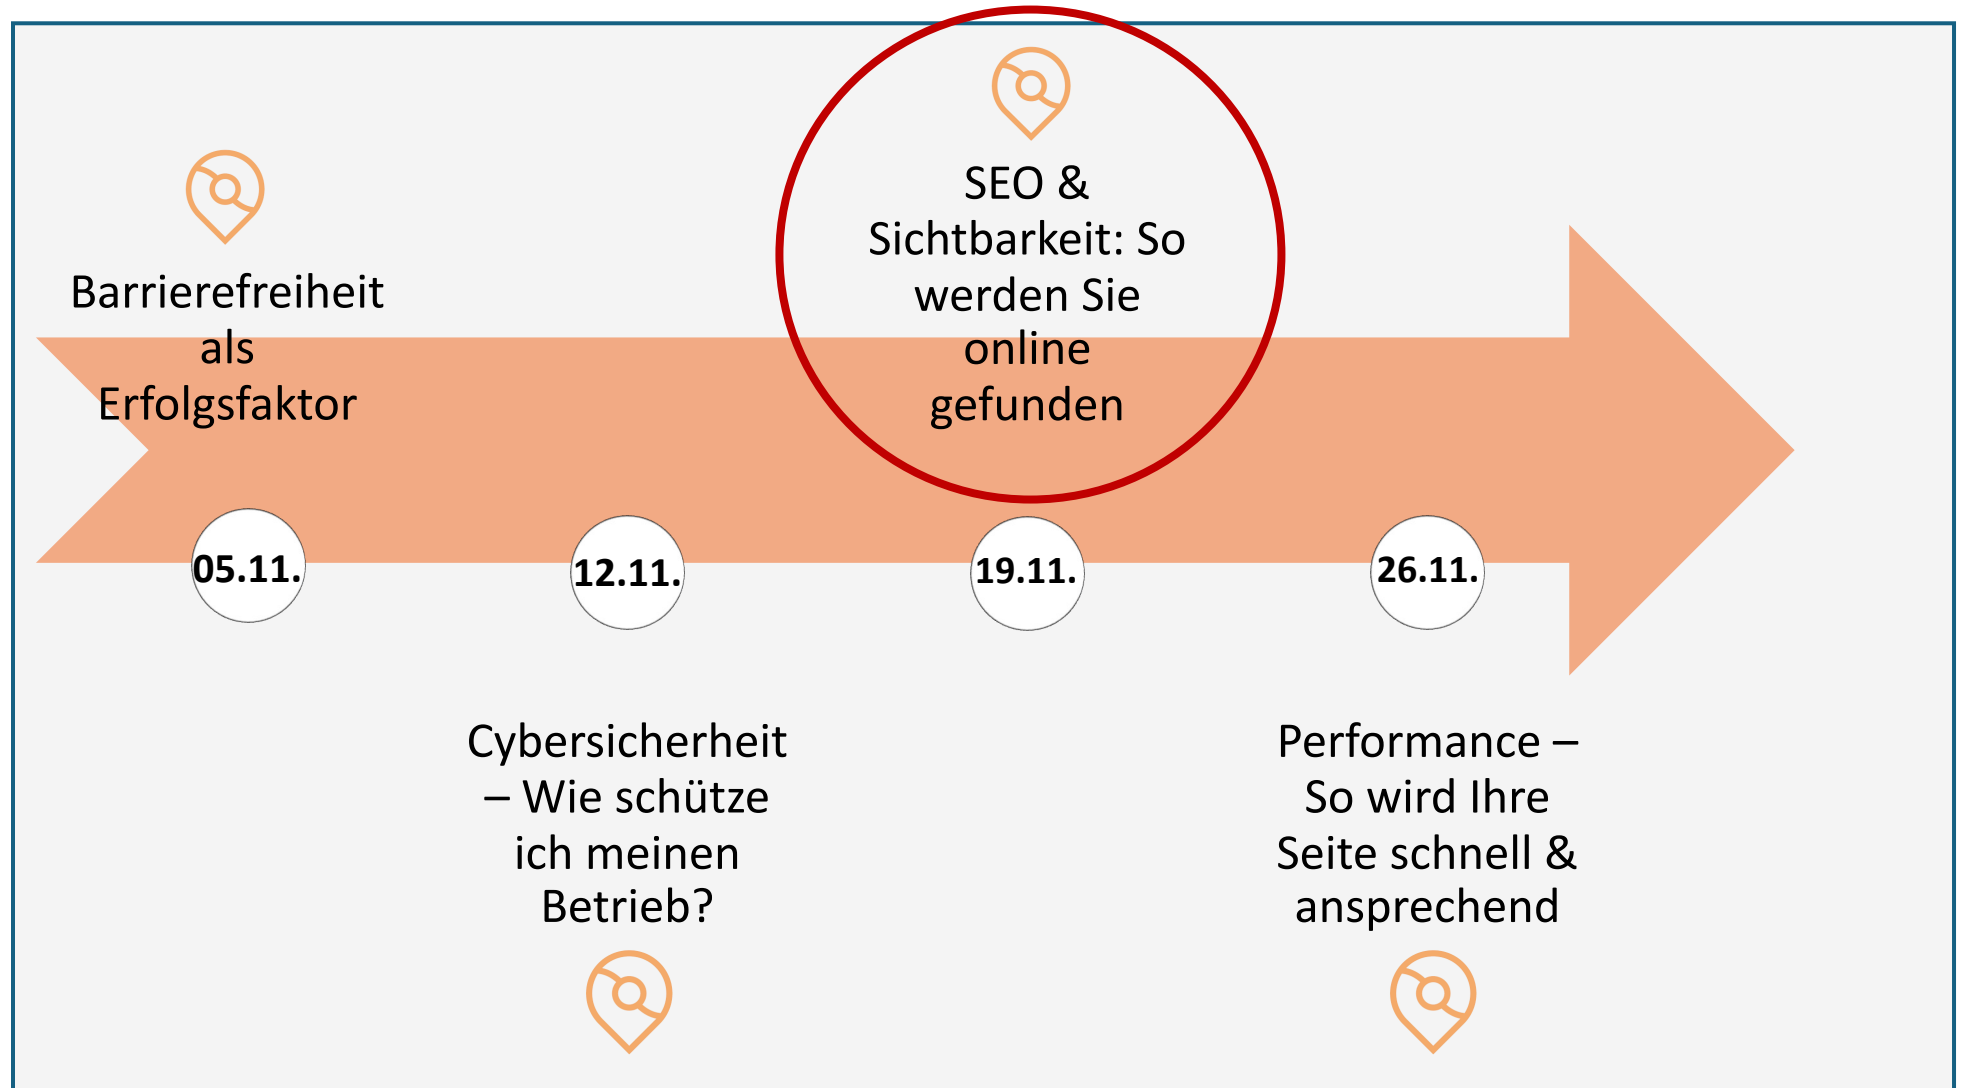 Barrierefreiheit
als
Erfolgsfaktor
SEO &
Sichtbarkeit: So
werden Sie
online
gefunden
05.11.
12.11.
19.11.
26.11.
Cybersicherheit
– Wie schütze
ich meinen
Betrieb?
Performance –
So wird Ihre
Seite schnell &
ansprechend